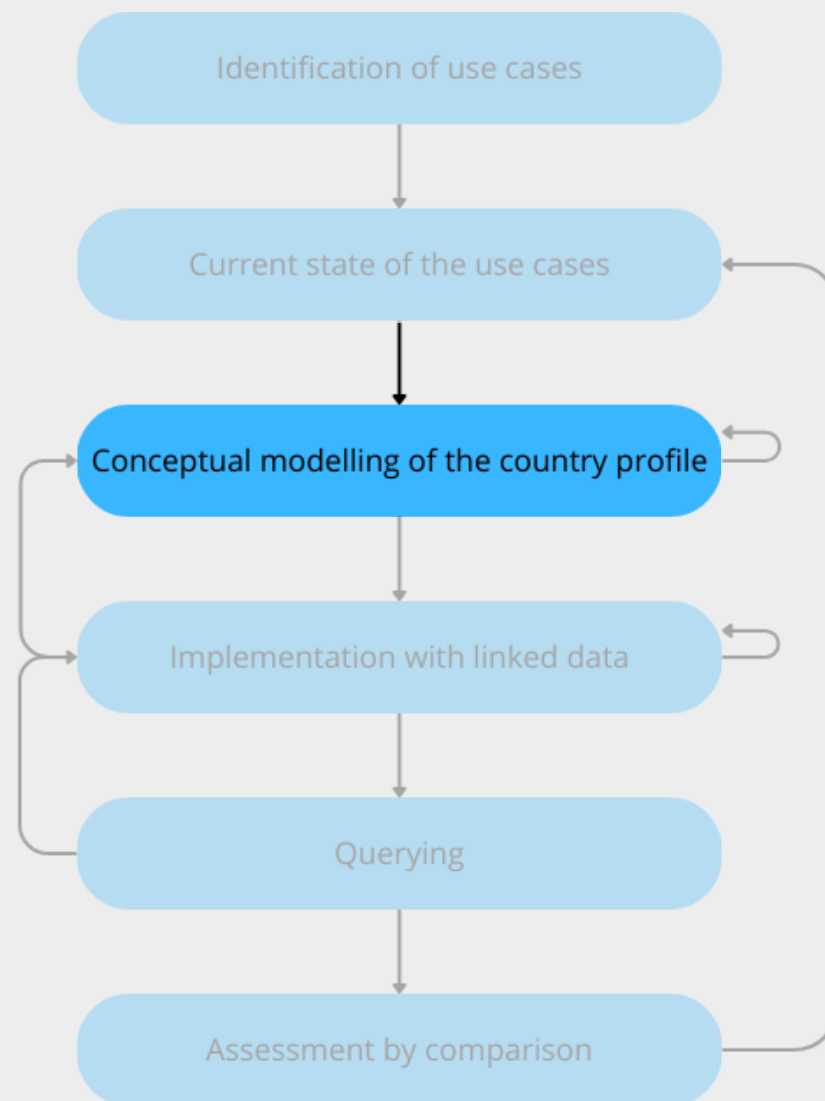 Identification of use cases
Current state of the use cases
Conceptual modelling of the country profile
Implementation with linked data
Querying
Assessment by comparison